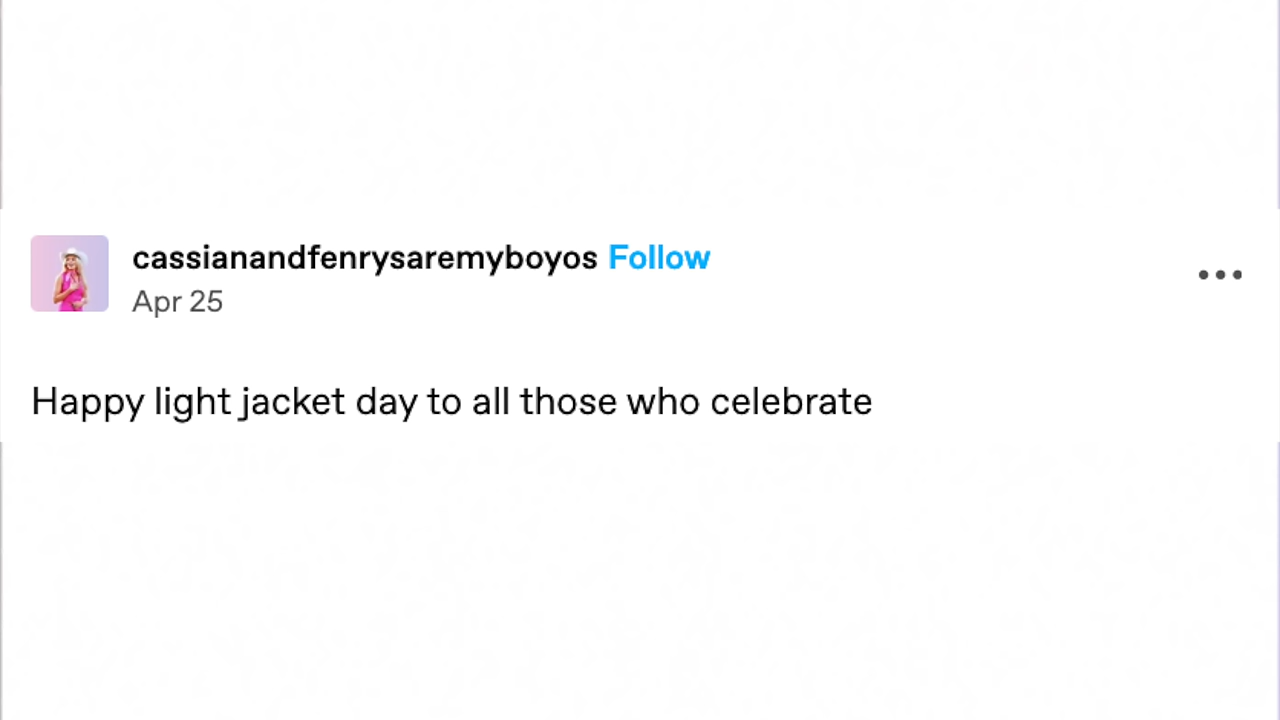 cassianandfenrysaremyboyos Follow
Apr 25
Happy light jacket day to all those who celebrate